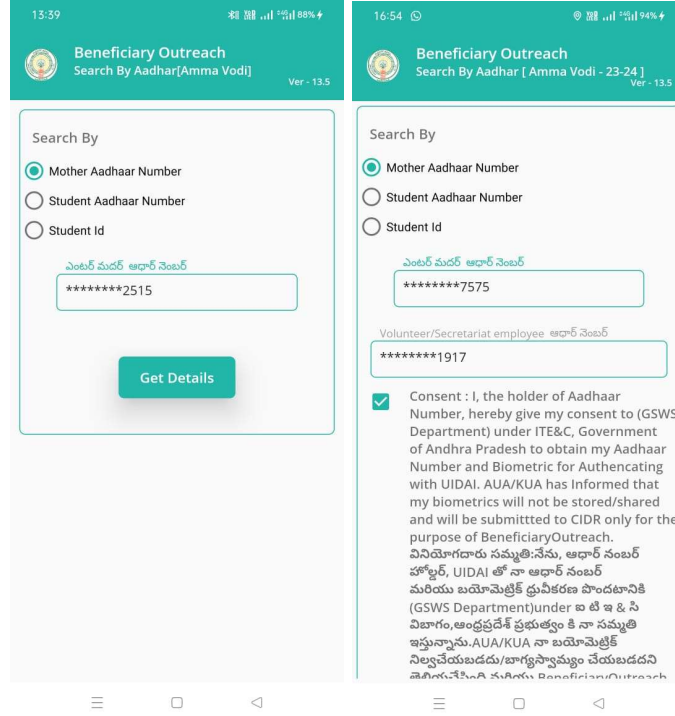 13:39
88%
Beneficiary Outreach
Search By Aadhar[Amma Vodi]
Ver - 13.5
Search By
Mother Aadhaar Number
Student Aadhaar Number
Student Id
ఎంటర్ మదర్ ఆధార్ నెంబర్
********2515
Get Details
16:54
94%
Beneficiary Outreach
Search By Aadhar [ Amma Vodi - 23-24 ]
Ver - 13.5
Search By
Mother Aadhaar Number
Student Aadhaar Number
Student Id
ఎంటర్ మదర్ ఆధార్ నెంబర్
********7575
Volunteer/Secretariat employee ఆధార్ నెంబర్
********1917
Consent : I, the holder of Aadhaar
Number, hereby give my consent to (GSWS
Department) under ITE&C, Government
of Andhra Pradesh to obtain my Aadhaar
Number and Biometric for Authencating
with UIDAI. AUA/KUA has Informed that
my biometrics will not be stored/shared
and will be submittted to CIDR only for the
purpose of BeneficiaryOutreach.
వినియోగదారు సమ్మతి:నేను, ఆధార్ నంబర్
హోల్డర్, UIDAI తో నా ఆధార్ నంబర్
మరియు బయోమెట్రిక్ ధ్రువీకరణ పొందటానికి
(GSWS Department)under ఐ టి ఇ & సి
విబాగం,ఆంధ్రప్రదేశ్ ప్రభుత్వం కి నా సమ్మతి
ఇస్తున్నాను.AUA/KUA నా బయోమెట్రిక్
నిల్వచేయబడదు/బాగ్యస్వామ్యం చేయబడదని
తెలియచేసింది మరియు BeneficiaryOutreach